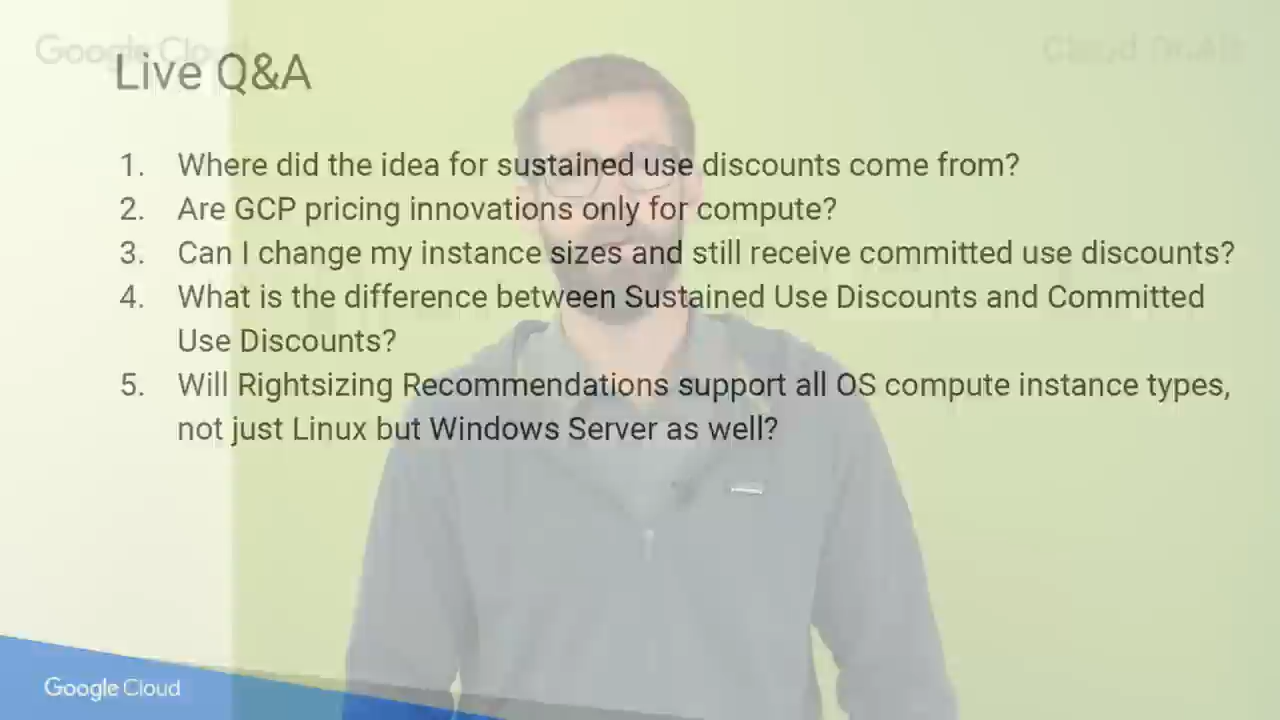 Google Cloud
Live Q&A
1. Where did the idea for sustained use discounts come from?
2. Are GCP pricing innovations only for compute?
3. Can I change my instance sizes and still receive committed use discounts?
4. What is the difference between Sustained Use Discounts and Committed
Use Discounts?
5. Will Rightsizing Recommendations support all OS compute instance types,
not just Linux but Windows Server as well?
Google Cloud